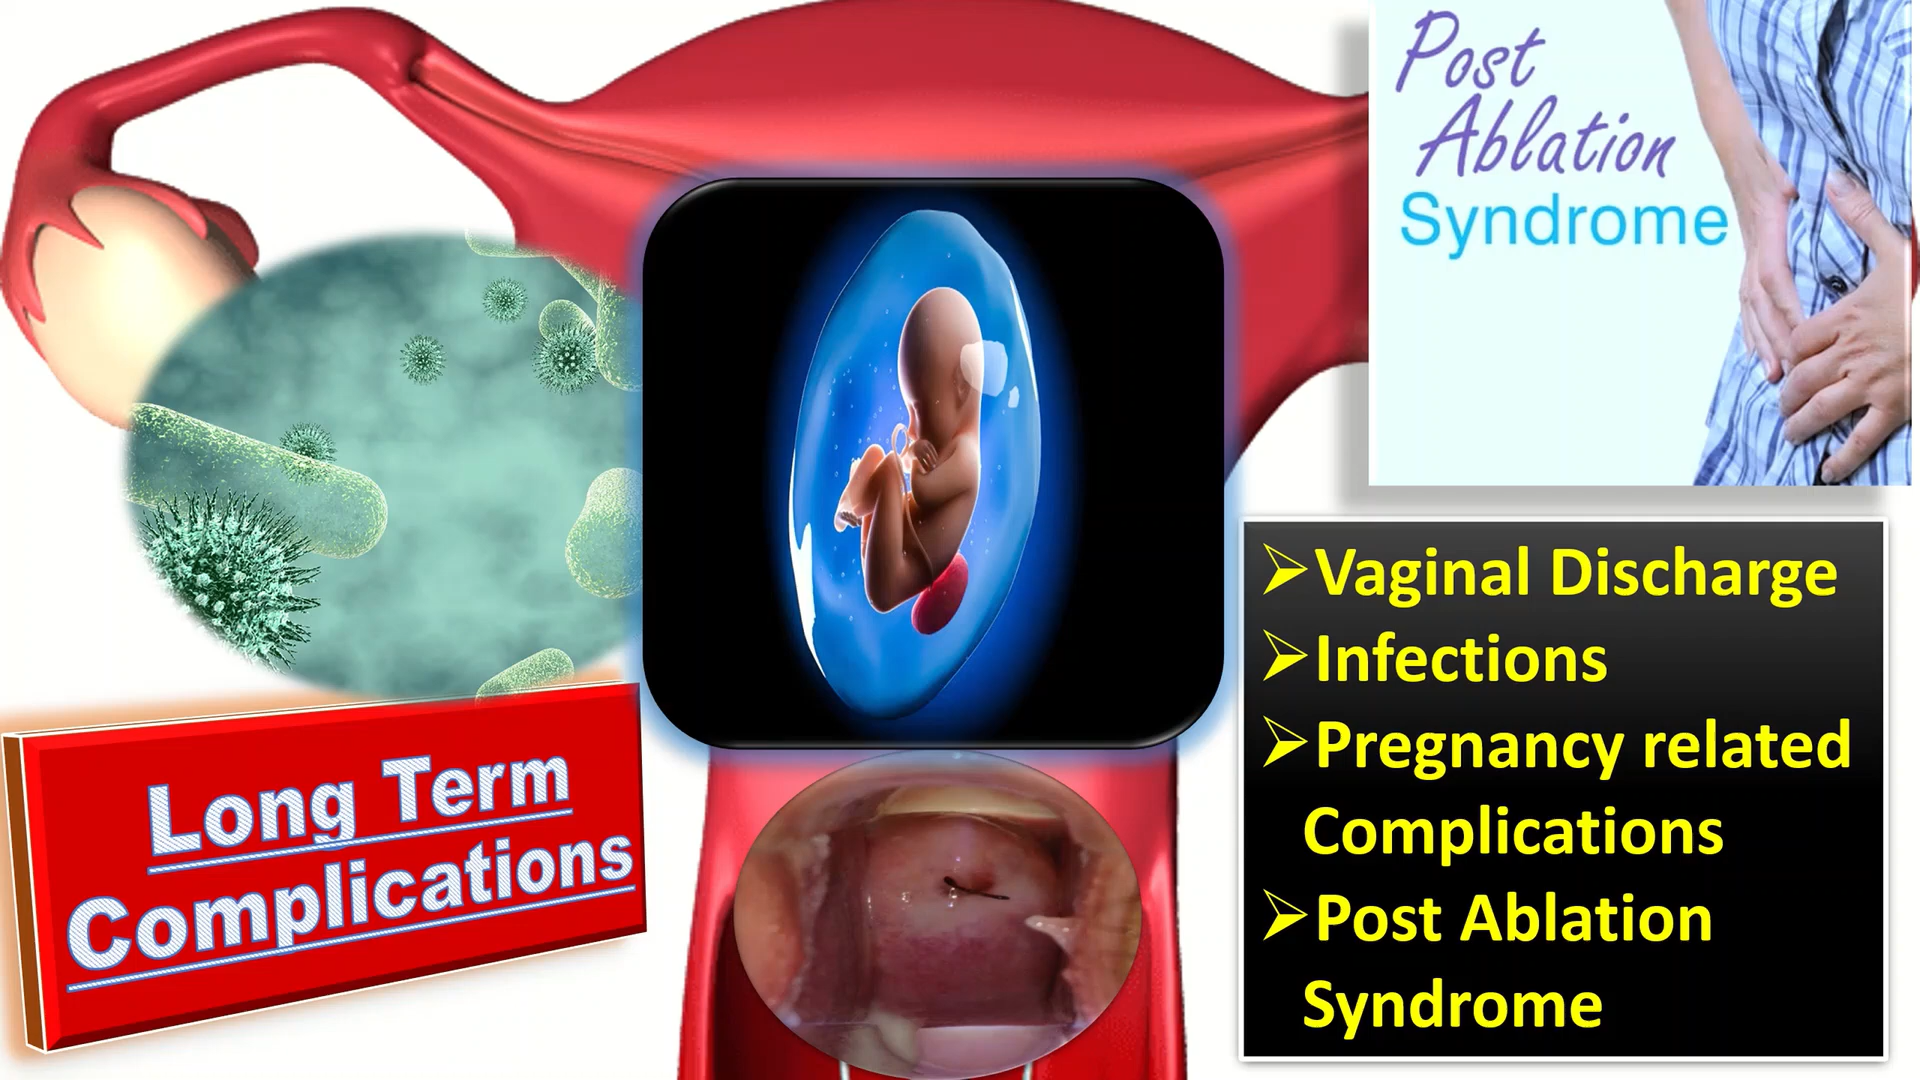 Post
Ablation
Syndrome
Long Term
Complications
➢Vaginal Discharge
➢Infections
➢Pregnancy related
Complications
➢Post Ablation
Syndrome